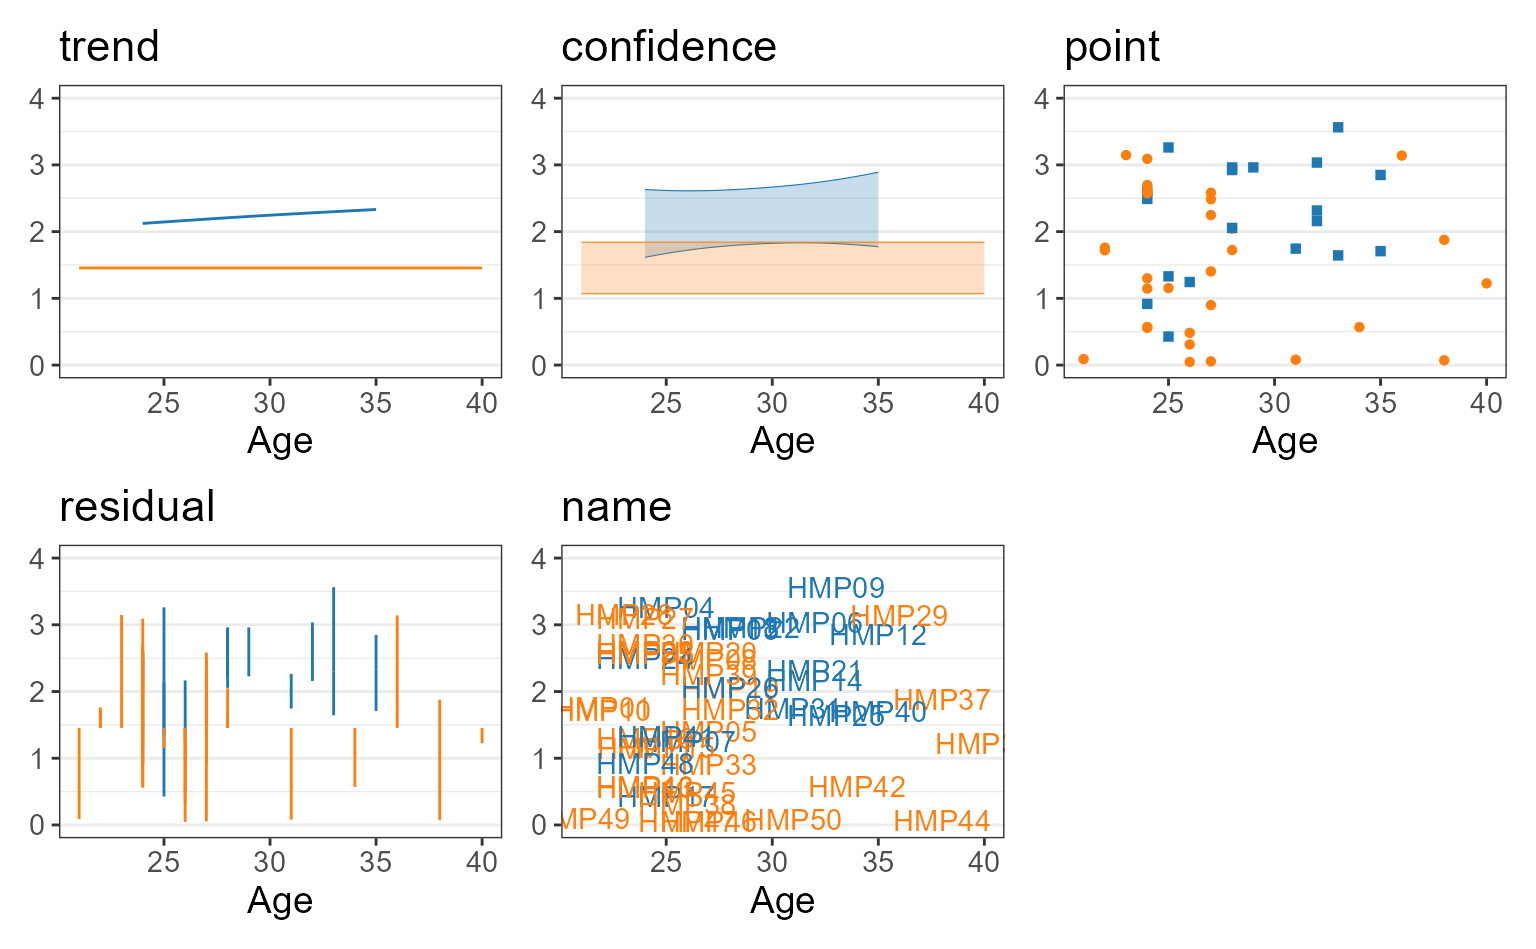 trend
4
3
2
1
0
25 30 35 40
Age
confidence
4
3
2
1
0
25 30 35 40
Age
point
4
3
2
1
0
25 30 35 40
Age
residual
4
3
2
1
0
25 30 35 40
Age
name
4
3
2
1
0
HMP09
HMP04
HMP06
HMP29
HMP12
HMP21
HMP14
HMP26
HMP37
HMP40
HMP25
HMP32
HMP10
HMP05
HMP07
HMP33
HMP48
HMP42
HMP50
HMP44
25 30 35 40
Age